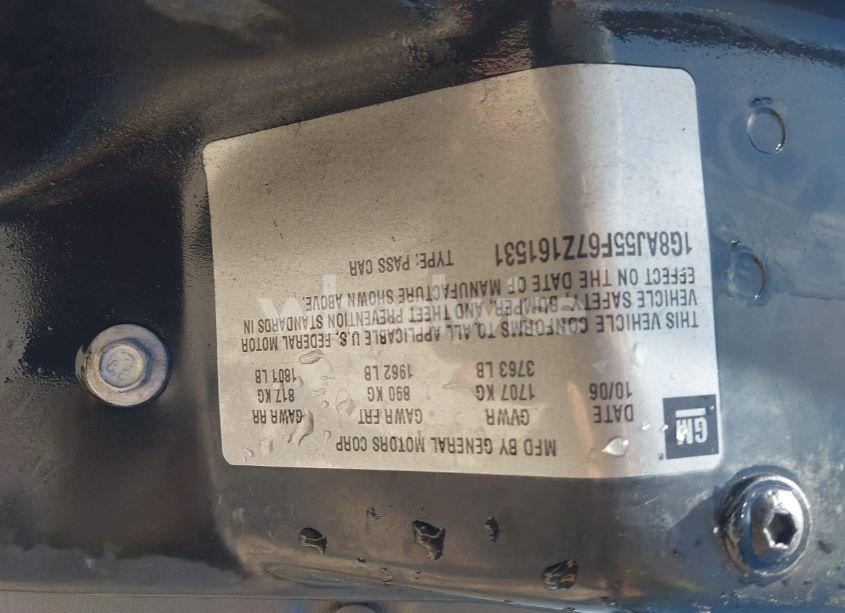 GM
MFD BY GENERAL MOTORS CORP
DATE GVWR GAWR FRT GAWR RR
10/06 1707 KG 890 KG 817 KG
3763 LB 1962 LB 1801 LB
THIS VEHICLE CONFORMS TO ALL APPLICABLE U.S. FEDERAL MOTOR
VEHICLE SAFETY, BUMPER, AND THEFT PREVENTION STANDARDS IN
EFFECT ON THE DATE OF MANUFACTURE SHOWN ABOVE.
1G8AJ55F67Z161531 TYPE: PASS CAR